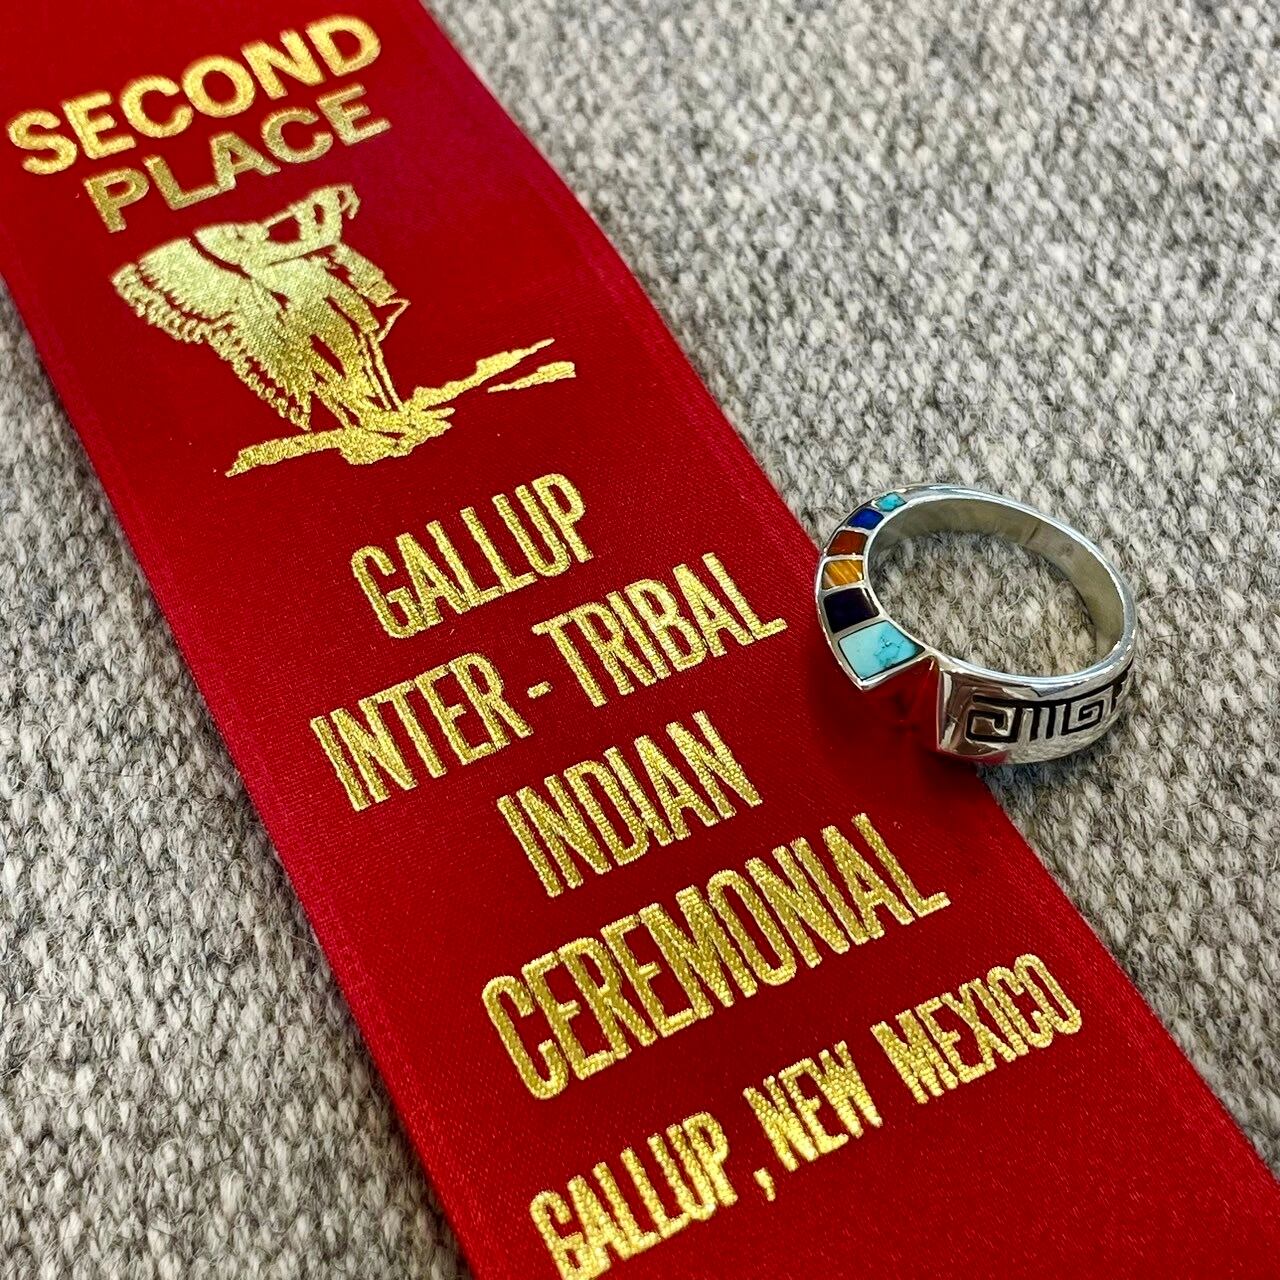 SECOND
PLACE
GALLUP
INTER-TRIBAL
INDIAN
CEREMONIAL
GALLUP, NEW MEXICO